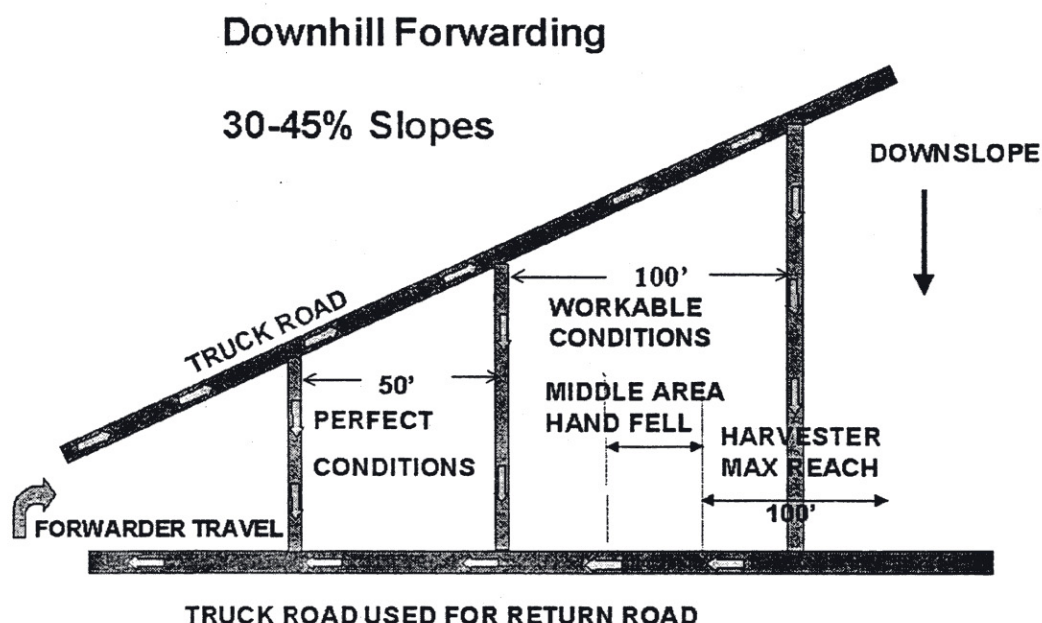 Downhill Forwarding
30-45% Slopes
DOWNSLOPE
TRUCK ROAD
100'
WORKABLE
CONDITIONS
50'
PERFECT
CONDITIONS
MIDDLE AREA
HAND FELL
HARVESTER
MAX REACH
100'
FORWARDER TRAVEL
TRUCK ROAD USED FOR RETURN ROAD